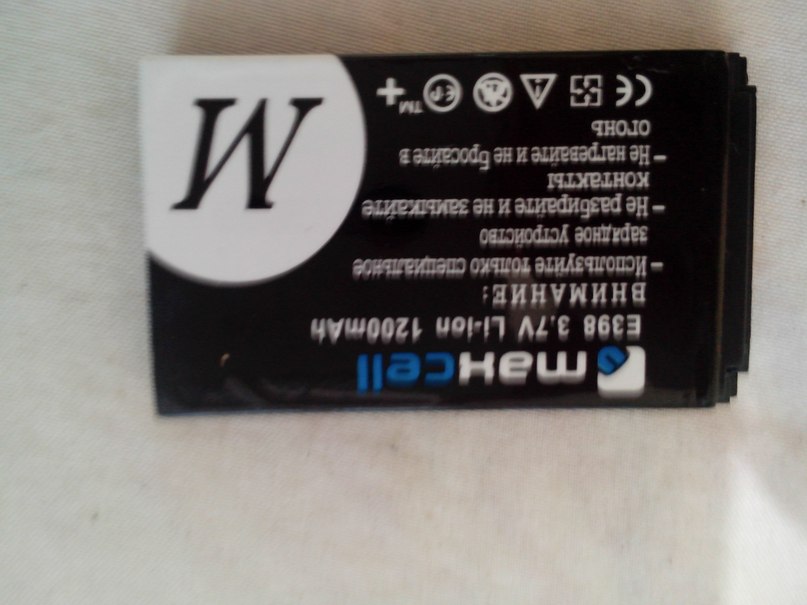 maxcell
E398 3.7V Li-ion 1200mAh
ВНИМАНИЕ:
– Используйте только специальное
зарядное устройство
– Не разбирайте и не замыкайте
контакты
– Не нагревайте и не бросайте в
огонь
CE TM +
M